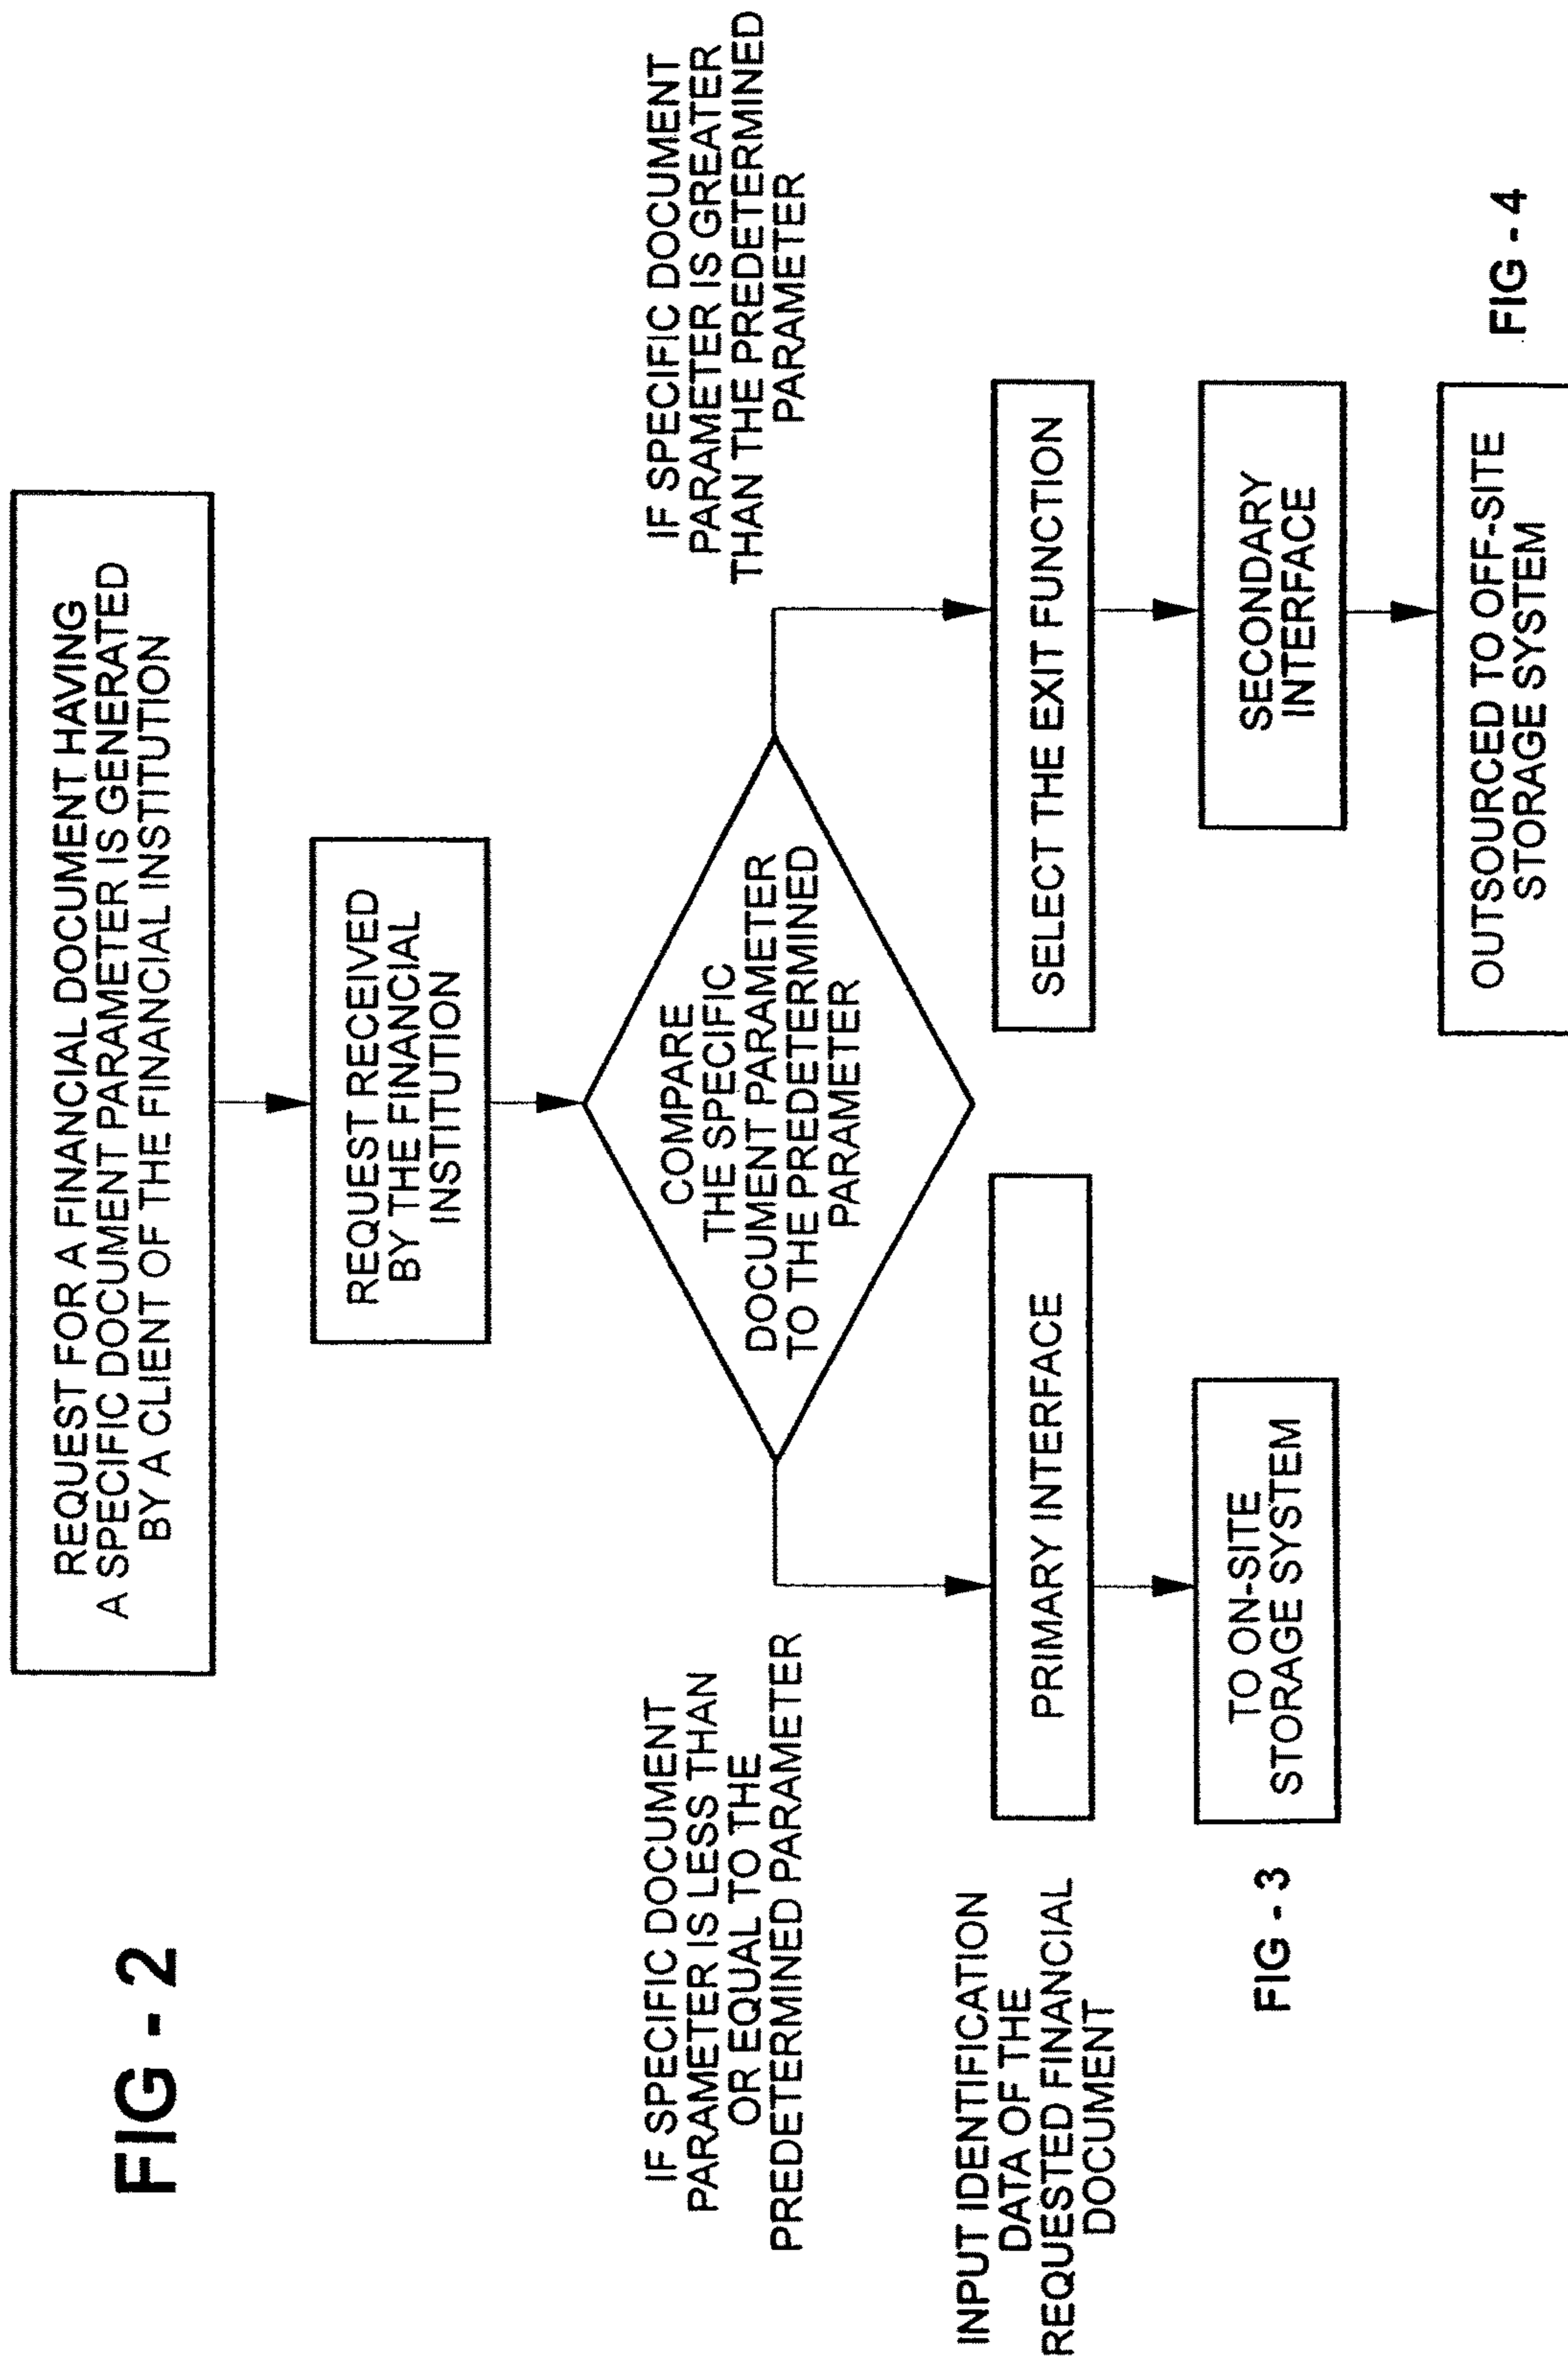 FIG - 2
REQUEST FOR A FINANCIAL DOCUMENT HAVING
A SPECIFIC DOCUMENT PARAMETER IS GENERATED
BY A CLIENT OF THE FINANCIAL INSTITUTION
REQUEST RECEIVED
BY THE FINANCIAL
INSTITUTION
COMPARE
THE SPECIFIC
DOCUMENT PARAMETER
TO THE PREDETERMINED
PARAMETER
IF SPECIFIC DOCUMENT
PARAMETER IS LESS THAN
OR EQUAL TO THE
PREDETERMINED PARAMETER
IF SPECIFIC DOCUMENT
PARAMETER IS GREATER
THAN THE PREDETERMINED
PARAMETER
INPUT IDENTIFICATION
DATA OF THE
REQUESTED FINANCIAL
DOCUMENT
PRIMARY INTERFACE
SELECT THE EXIT FUNCTION
FIG - 3
TO ON-SITE
STORAGE SYSTEM
SECONDARY
INTERFACE
OUTSOURCED TO OFF-SITE
STORAGE SYSTEM
FIG - 4